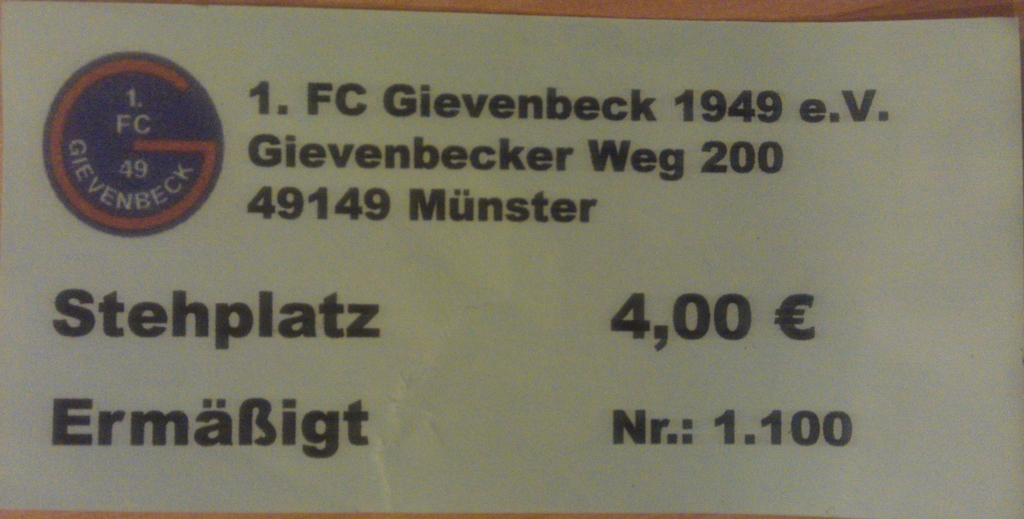 1.
FC
49
GIEVENBECK
1. FC Gievenbeck 1949 e.V.
Gievenbecker Weg 200
49149 Münster
Stehplatz 4,00 €
Ermäßigt Nr.: 1.100